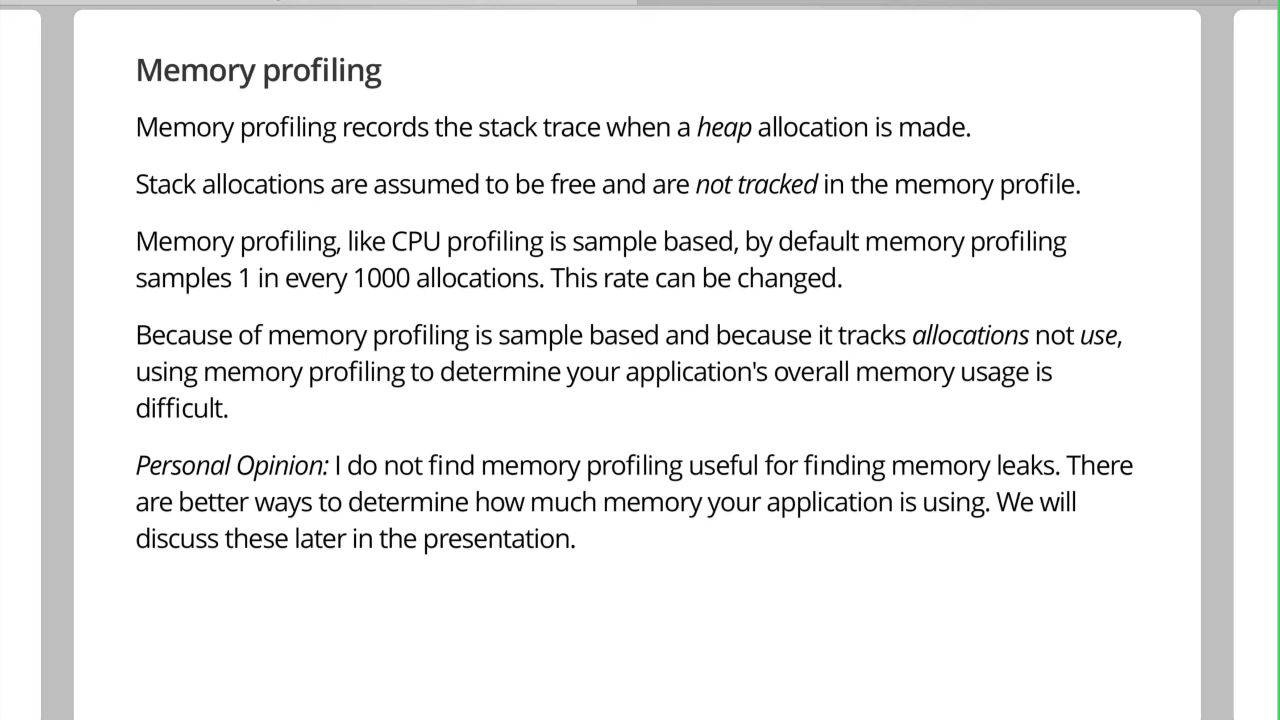 Memory profiling
Memory profiling records the stack trace when a heap allocation is made.
Stack allocations are assumed to be free and are not tracked in the memory profile.
Memory profiling, like CPU profiling is sample based, by default memory profiling
samples 1 in every 1000 allocations. This rate can be changed.
Because of memory profiling is sample based and because it tracks allocations not use,
using memory profiling to determine your application's overall memory usage is
difficult.
Personal Opinion: I do not find memory profiling useful for finding memory leaks. There
are better ways to determine how much memory your application is using. We will
discuss these later in the presentation.